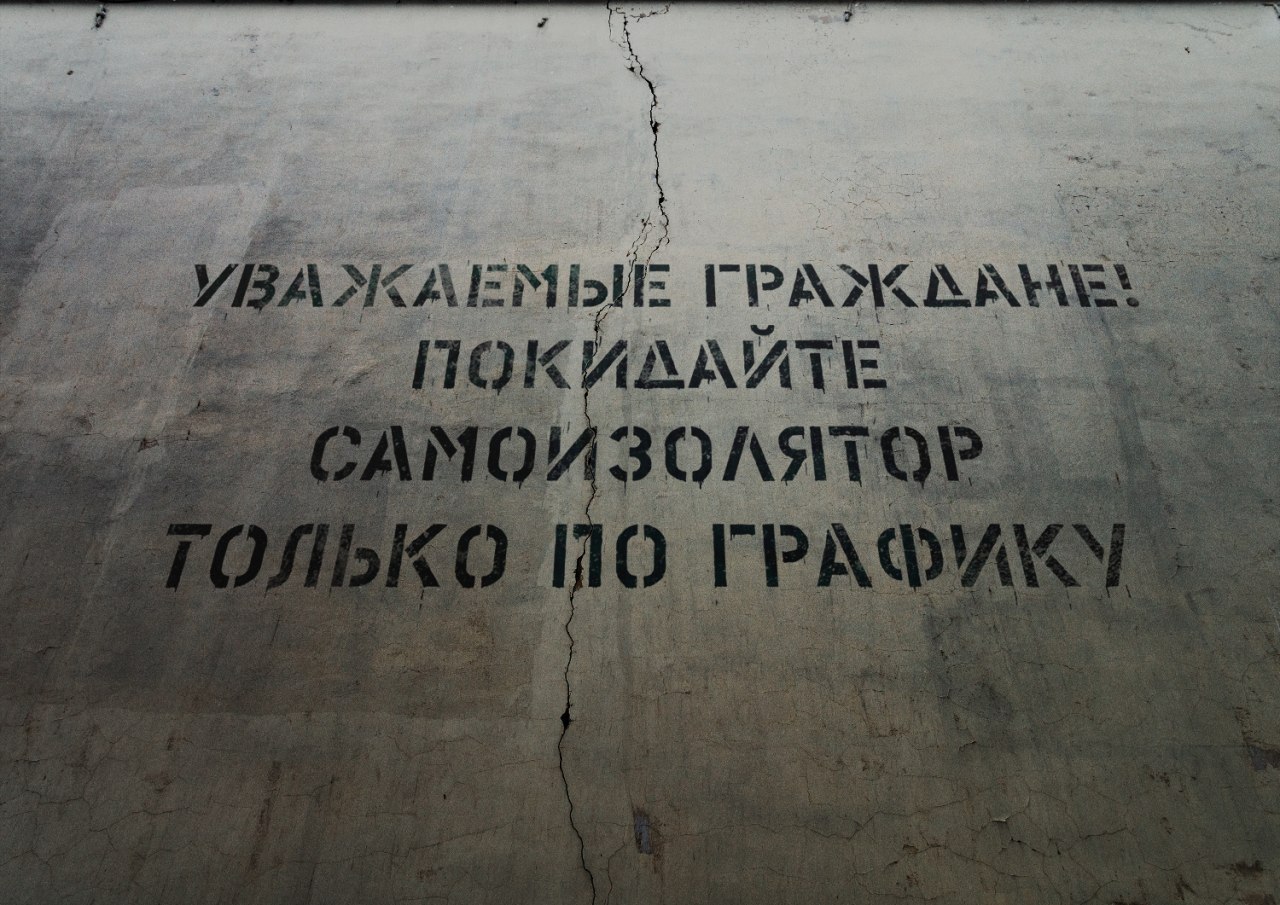 УВАЖАЕМЫЕ ГРАЖДАНЕ!
ПОКИДАЙТЕ
САМОИЗОЛЯТОР
ТОЛЬКО ПО ГРАФИКУ